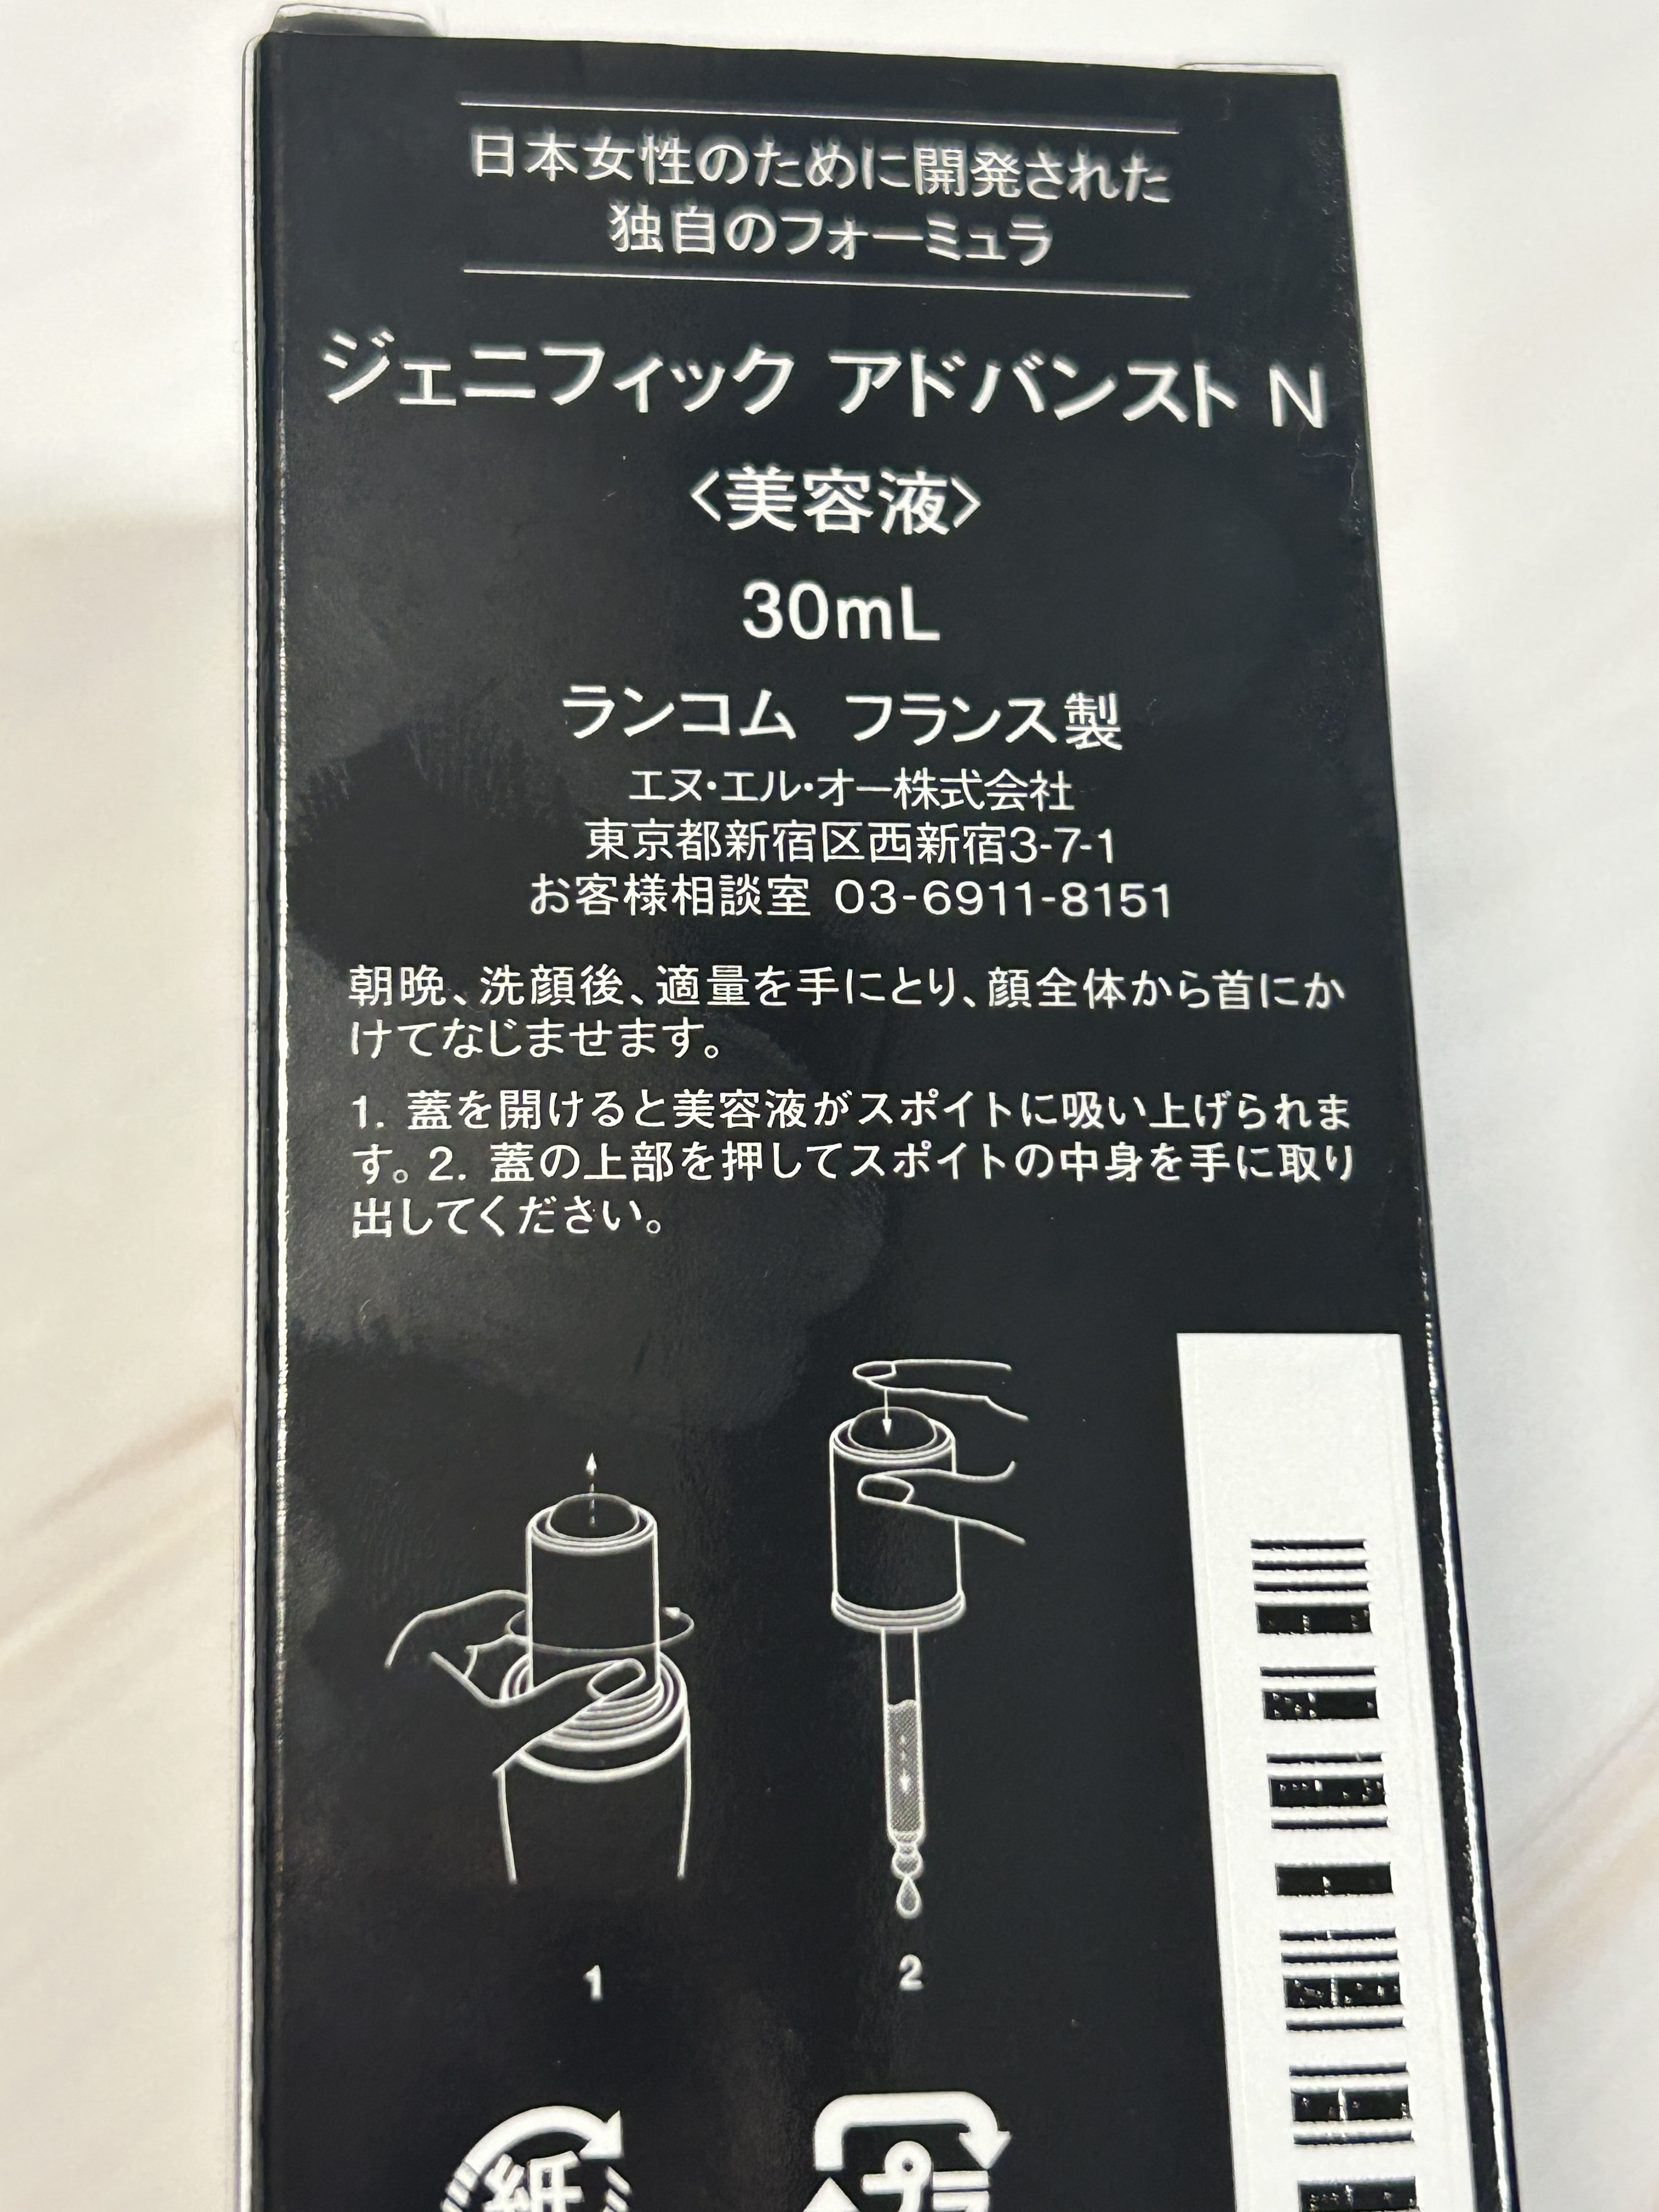 日本女性のために開発された
独自のフォーミュラ
ジェニフィック アドバンスト N
〈美容液〉
30mL
ランコム フランス製
エヌ・エル・オー株式会社
東京都新宿区西新宿3-7-1
お客様相談室 03-6911-8151
朝晩、洗顔後、適量を手にとり、顔全体から首にか
けてなじませます。
1. 蓋を開けると美容液がスポイトに吸い上げられま
す。2. 蓋の上部を押してスポイトの中身を手に取り
出してください。
1
2
紙
プラ